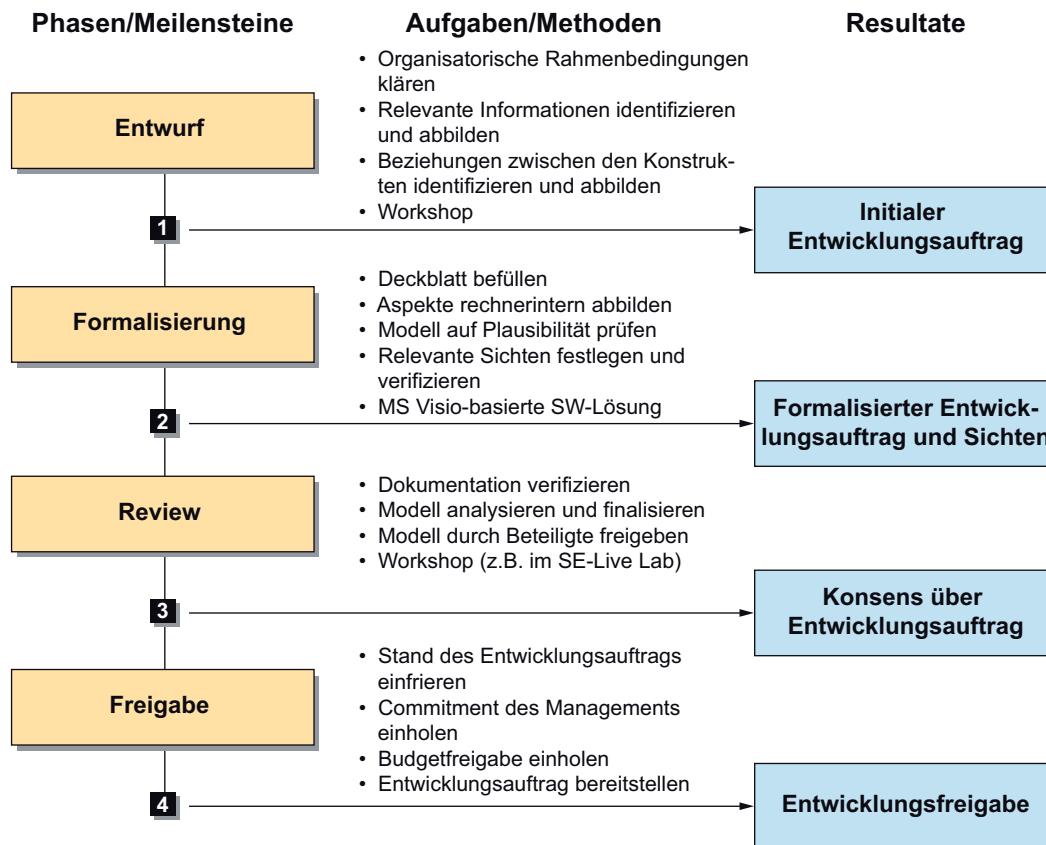 Phasen/Meilensteine
Aufgaben/Methoden
Resultate
Entwurf
• Organisatorische Rahmenbedingungen
klären
• Relevante Informationen identifizieren
und abbilden
• Beziehungen zwischen den Konstruk-
ten identifizieren und abbilden
• Workshop
1
Initialer
Entwicklungsauftrag
Formalisierung
• Deckblatt befüllen
• Aspekte rechnerintern abbilden
• Modell auf Plausibilität prüfen
• Relevante Sichten festlegen und
verifizieren
• MS Visio-basierte SW-Lösung
2
Formalisierter Entwick-
lungsauftrag und Sichten
Review
• Dokumentation verifizieren
• Modell analysieren und finalisieren
• Modell durch Beteiligte freigeben
• Workshop (z.B. im SE-Live Lab)
3
Konsens über
Entwicklungsauftrag
Freigabe
• Stand des Entwicklungsauftrags
einfrieren
• Commitment des Managements
einholen
• Budgetfreigabe einholen
• Entwicklungsauftrag bereitstellen
4
Entwicklungsfreigabe